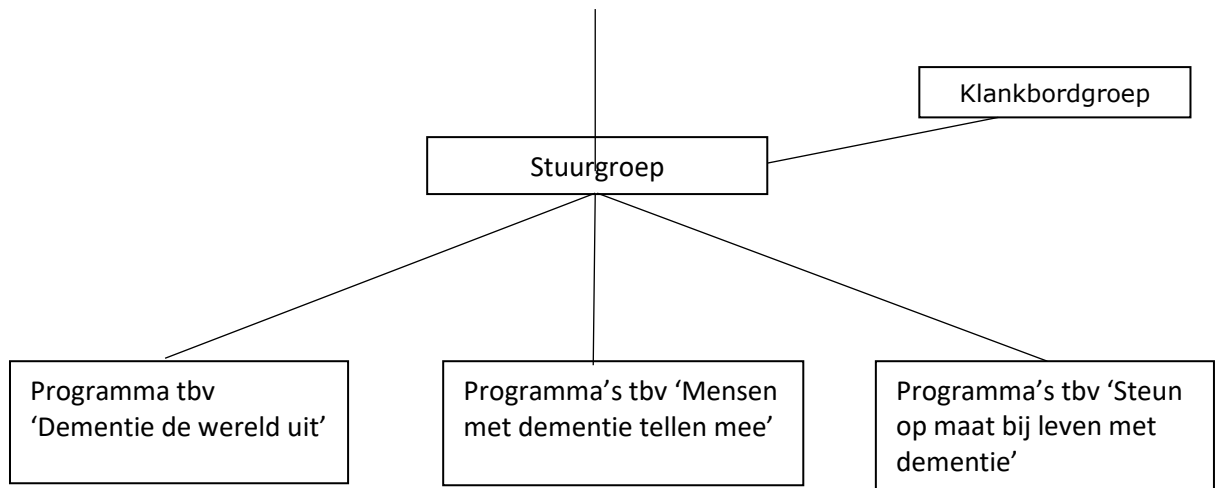 Klankbordgroep
Stuurgroep
Programma tbv
‘Dementie de wereld uit’
Programma’s tbv ‘Mensen
met dementie tellen mee’
Programma’s tbv ‘Steun
op maat bij leven met
dementie’